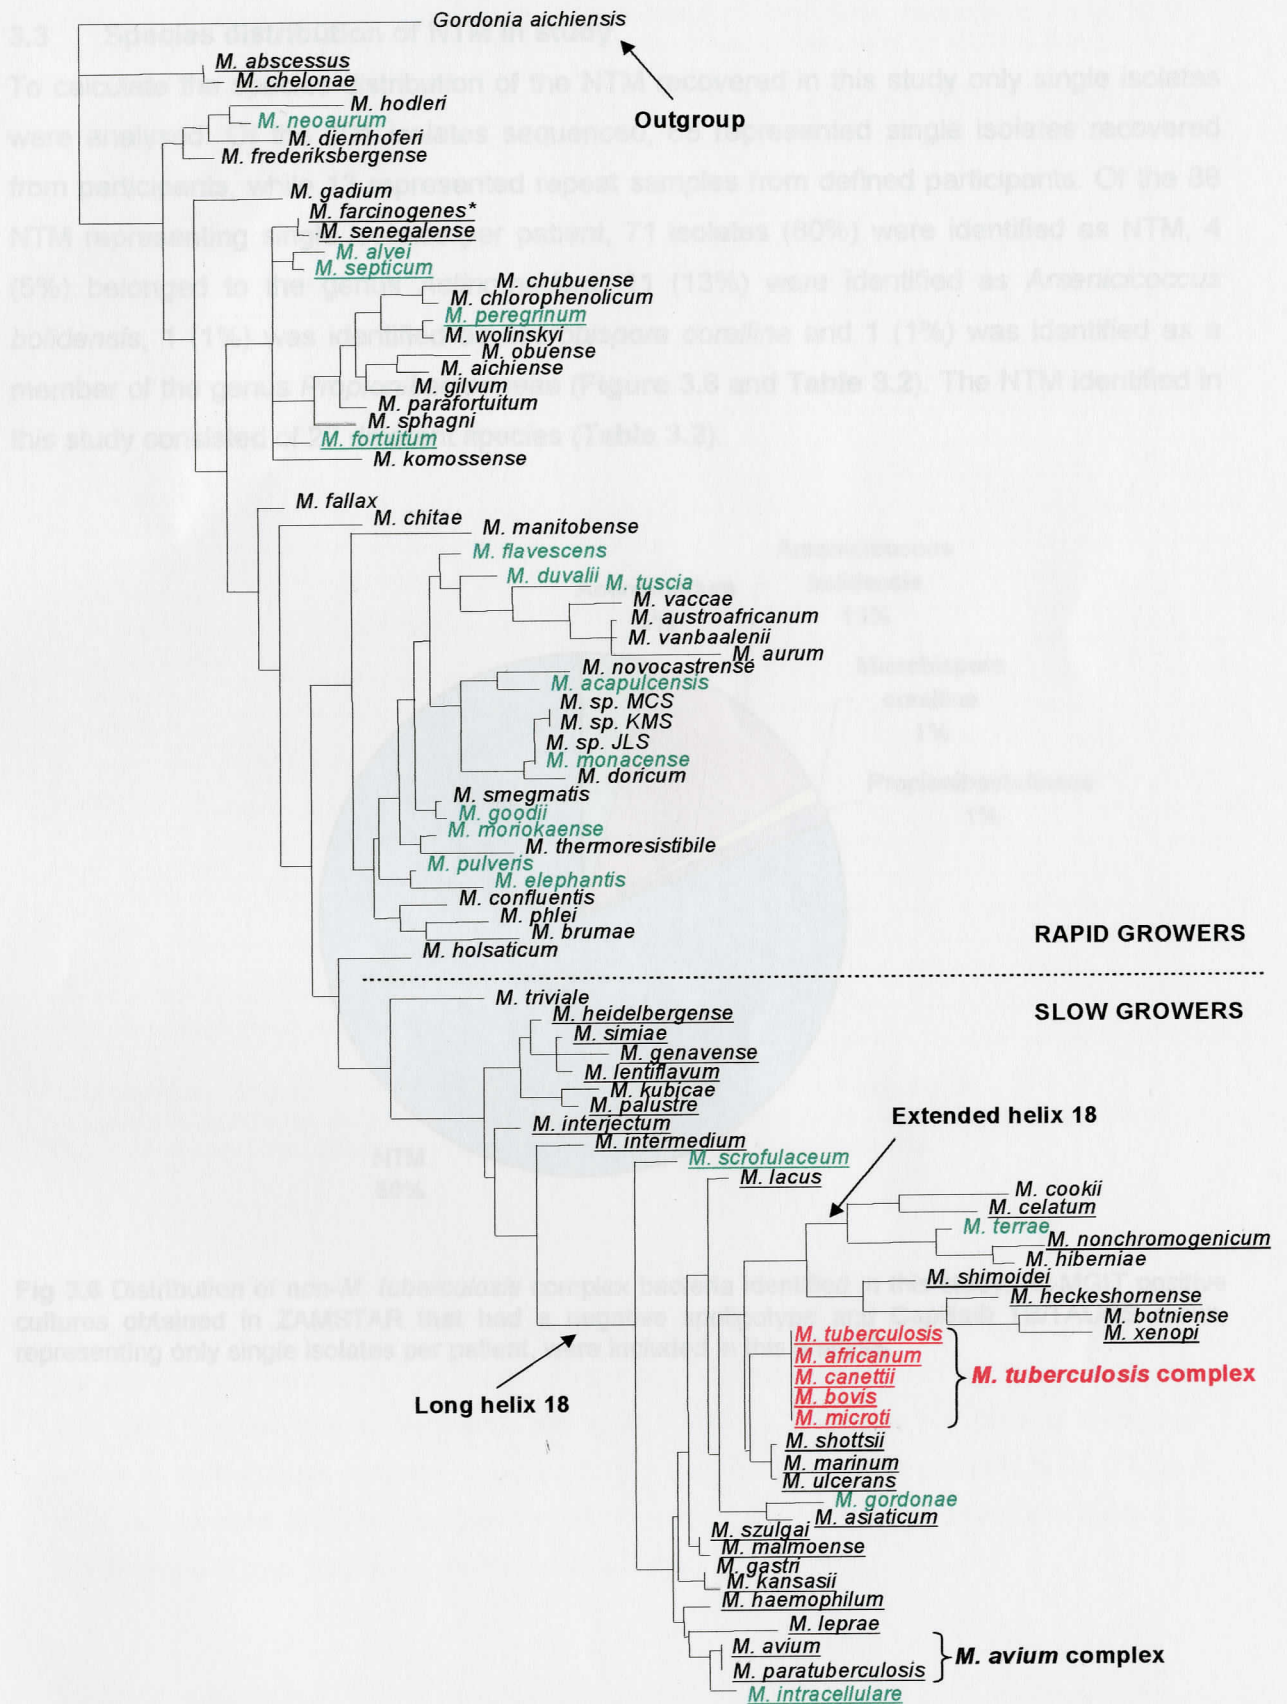 Gordonia aichiensis
M. abscessus
M. chelonae
Outgroup
M. hodleri
M. neoaurum
M. diernhoferi
M. frederiksbergense
M. gadium
M. farcinogenes*
M. senegalense
M. alvei
M. septicum
M. chubuense
M. chlorophenolicum
M. peregrinum
M. wolinskyi
M. obuense
M. aichiense
M. gilvum
M. parafortuitum
M. sphagni
M. fortuitum
M. komossense
M. fallax
M. chitae
M. manitobense
M. flavescens
M. duvalii
M. tuscia
M. vaccae
M. austroafricanum
M. vanbaalenii
M. aurum
M. novocastrense
M. acapulcensis
M. sp. MCS
M. sp. KMS
M. sp. JLS
M. monacense
M. doricum
M. smegmatis
M. goodii
M. moriokaense
M. thermoresistibile
M. pulveris
M. elephantis
M. confluentis
M. phlei
M. brumae
RAPID GROWERS
M. holsaticum
SLOW GROWERS
M. triviale
M. heidelbergense
M. simiae
M. genavense
M. lentiflavum
M. kubicae
M. palustre
Extended helix 18
M. interjectum
M. intermedium
M. scrofulaceum
M. lacus
M. cookii
M. celatum
M. terrae
M. nonchromogenicum
M. hiberniae
M. shimoidei
M. heckeshornense
M. botniense
M. xenopi
M. tuberculosis
M. africanum
M. canettii
M. bovis
M. microti
M. tuberculosis complex
Long helix 18
M. shottsii
M. marinum
M. ulcerans
M. gordonae
M. asiaticum
M. szulgai
M. malmoense
M. gastri
M. kansasii
M. haemophilum
M. leprae
M. avium
M. paratuberculosis
M. avium complex
M. intracellulare